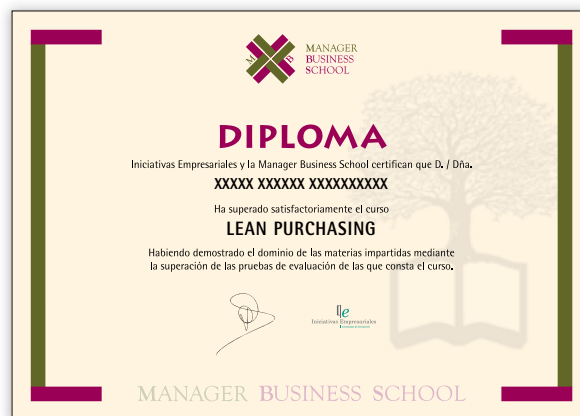 M B
MANAGER
BUSINESS
SCHOOL
DIPLOMA
Iniciativas Empresariales y la Manager Business School certifican que D. / Dña.
XXXXX XXXXXX XXXXXXXXXX
Ha superado satisfactoriamente el curso
LEAN PURCHASING
Habiendo demostrado el dominio de las materias impartidas mediante
la superación de las pruebas de evaluación de las que consta el curso.
Iniciativas Empresariales
MANAGER BUSINESS SCHOOL